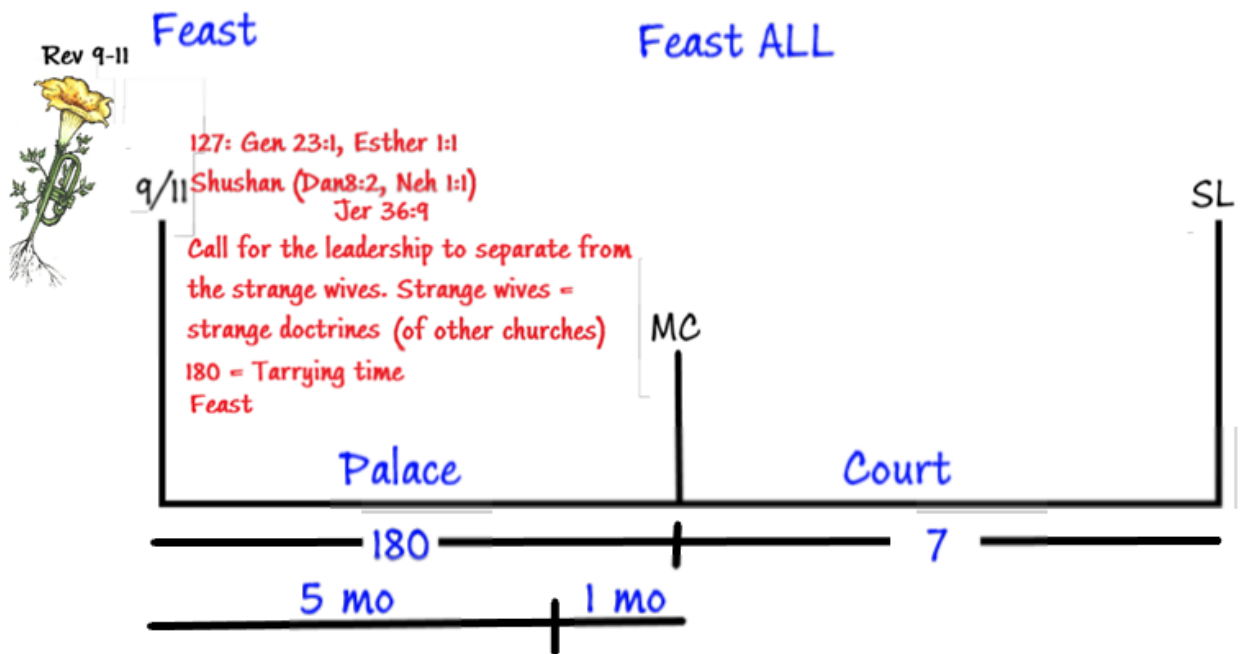 Feast
Feast ALL
Rev 9-11
127: Gen 23:1, Esther 1:1
9/11
Shushan (Dan8:2, Neh 1:1)
Jer 36:9
SL
Call for the leadership to separate from
the strange wives. Strange wives =
strange doctrines (of other churches)
MC
180 = Tarrying time
Feast
Palace
Court
180
7
5 mo
1 mo